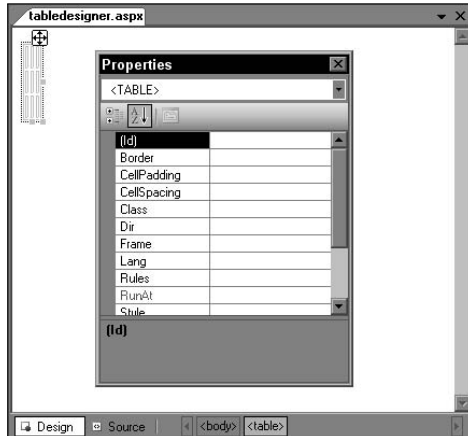 tabledesigner.aspx
Properties
<TABLE>
(Id)
Border
CellPadding
CellSpacing
Class
Dir
Frame
Lang
Rules
RunAt
Style
(Id)
Design Source <body> <table>